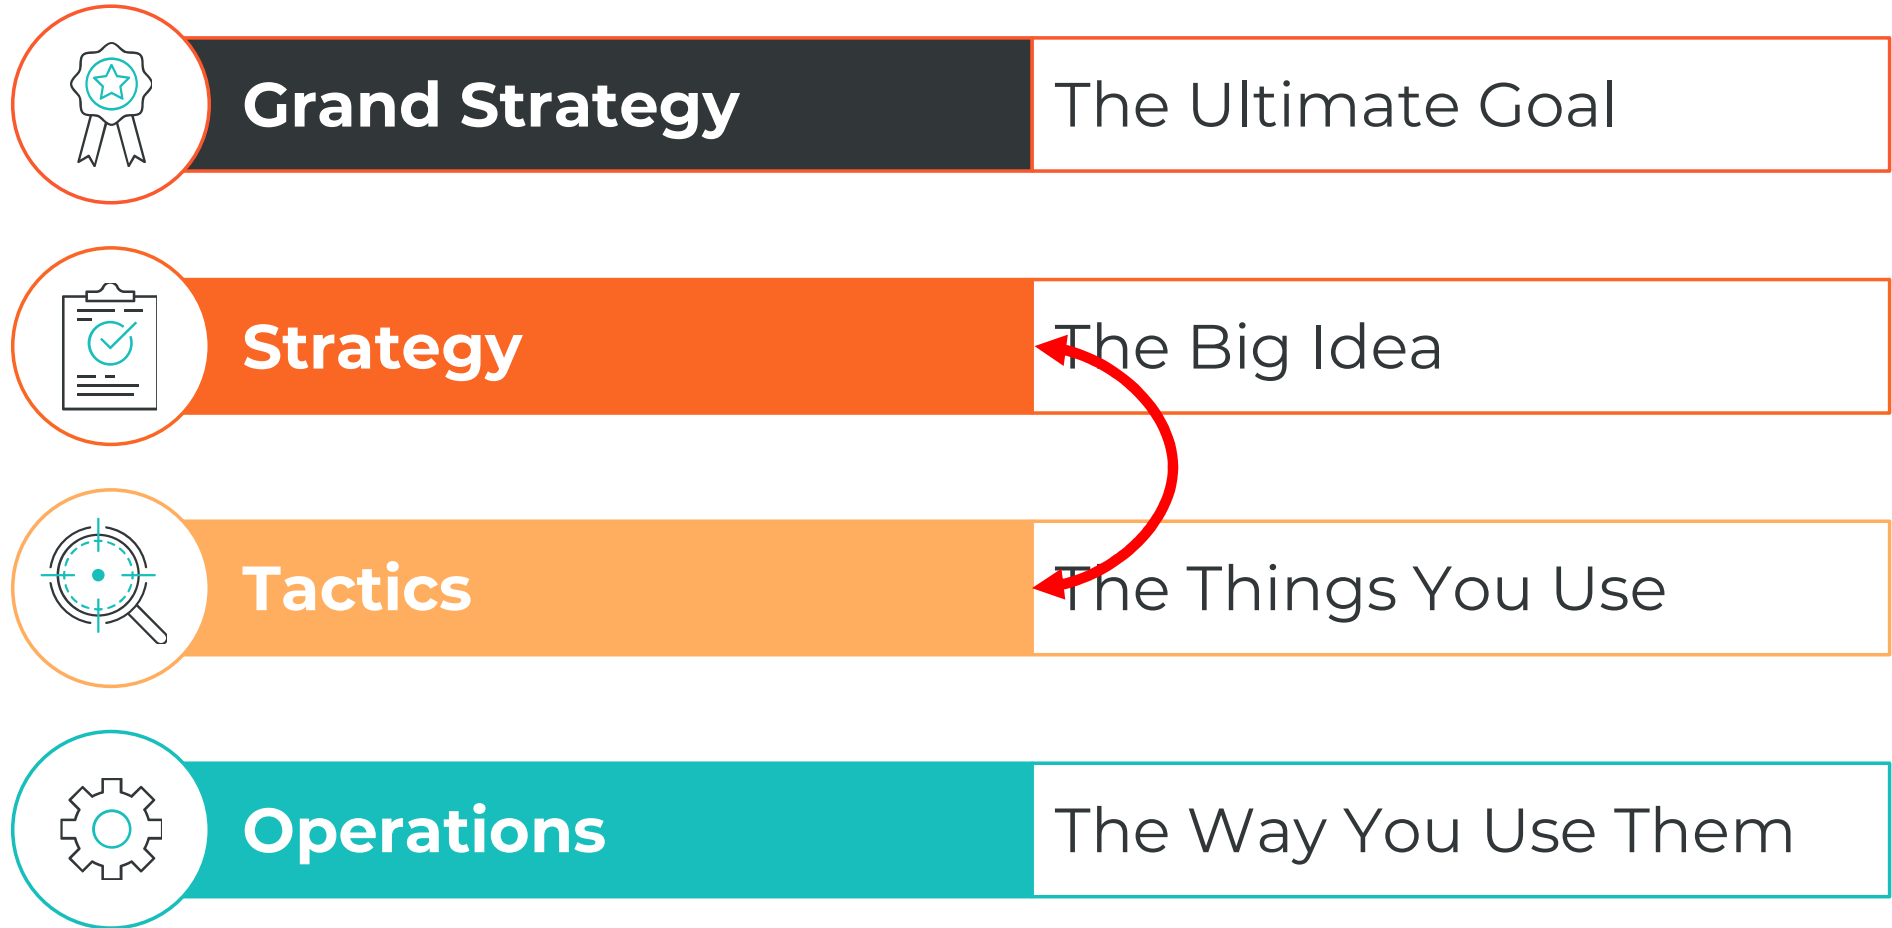 Grand Strategy
The Ultimate Goal
Strategy
The Big Idea
Tactics
The Things You Use
Operations
The Way You Use Them